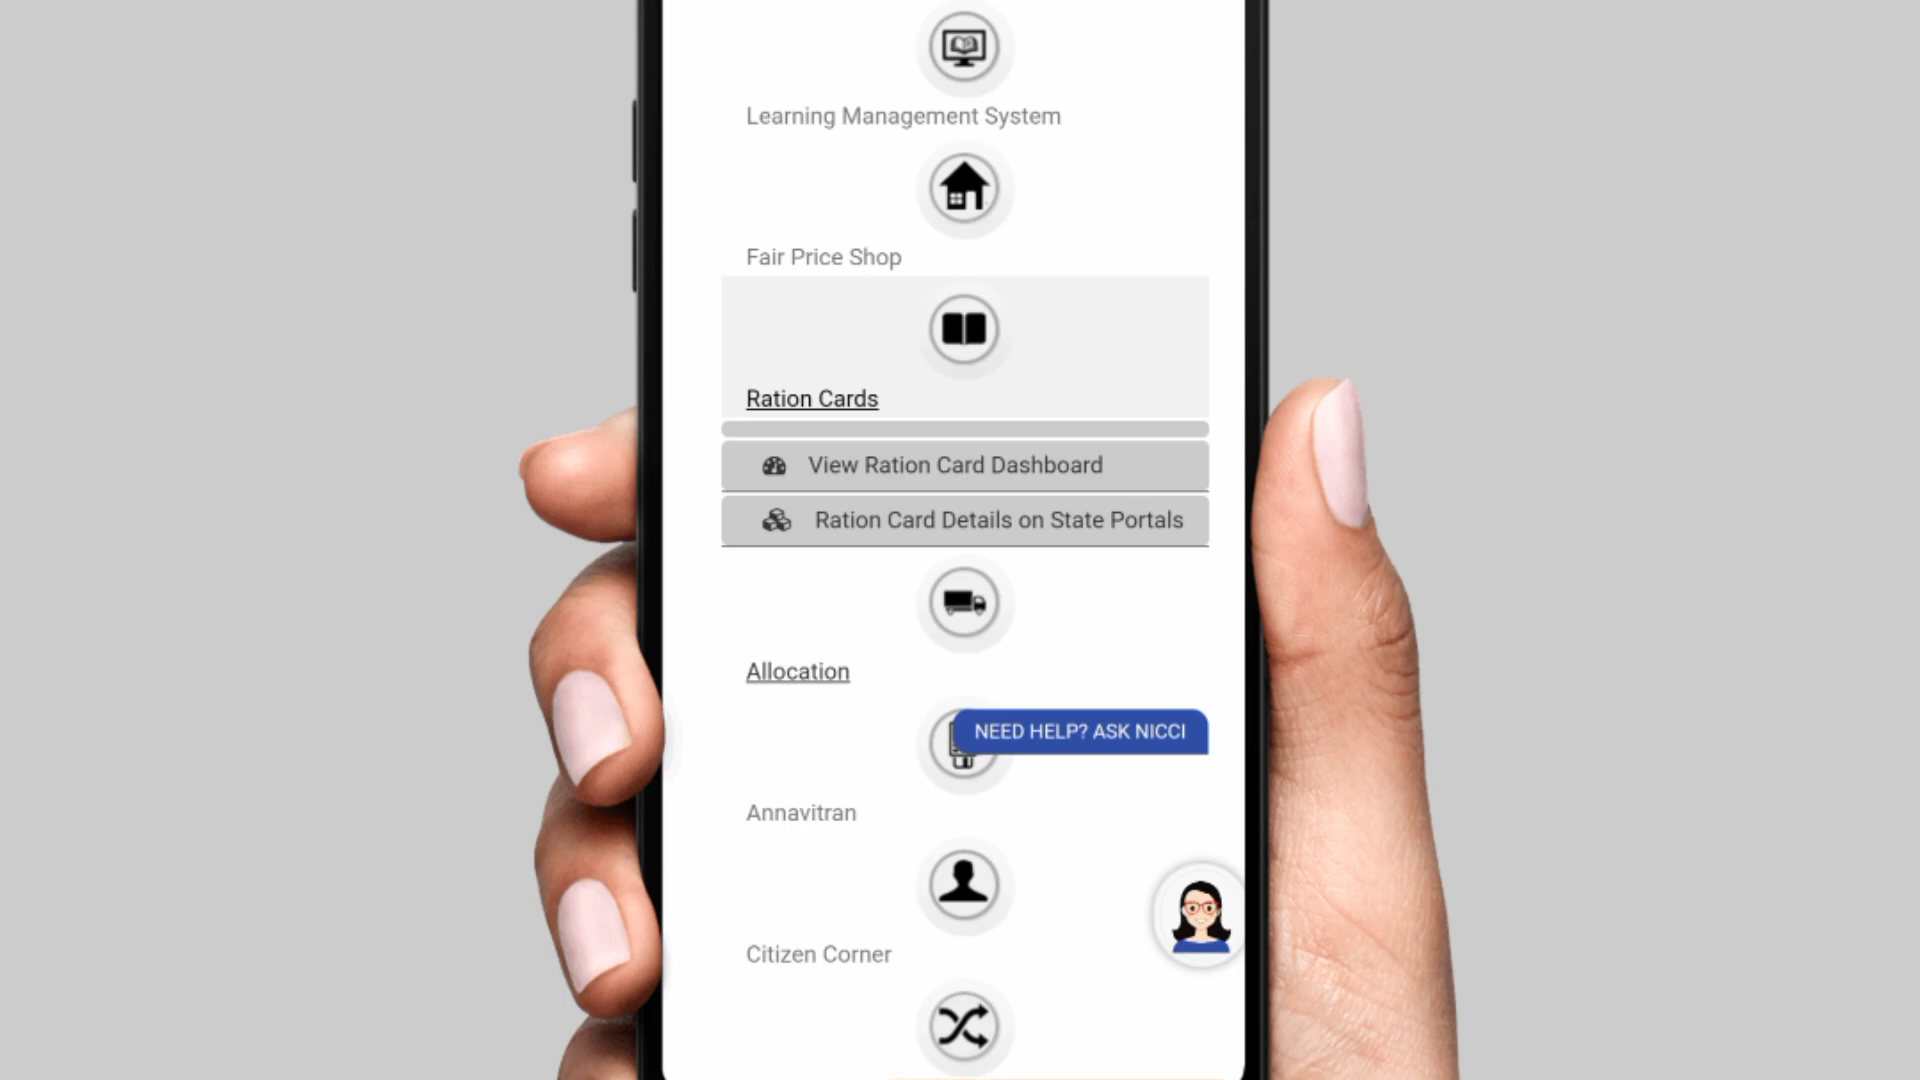 Learning Management System
Fair Price Shop
Ration Cards
View Ration Card Dashboard
Ration Card Details on State Portals
Allocation
NEED HELP? ASK NICCI
Annavitran
Citizen Corner